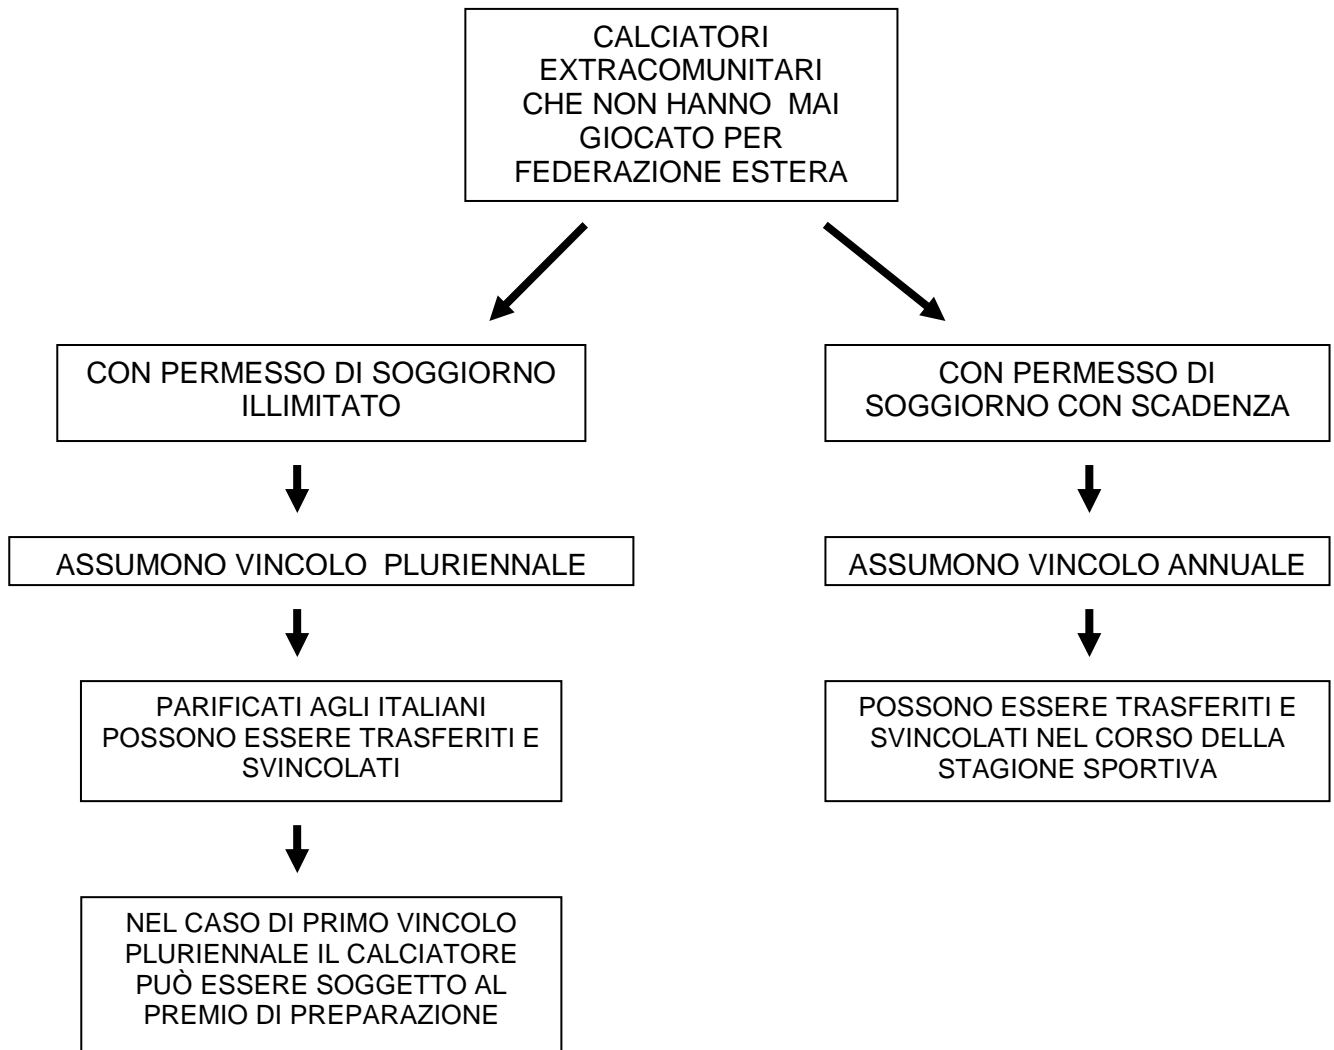 CALCIATORI
EXTRACOMUNITARI
CHE NON HANNO MAI
GIOCATO PER
FEDERAZIONE ESTERA
CON PERMESSO DI SOGGIORNO
ILLIMITATO
CON PERMESSO DI
SOGGIORNO CON SCADENZA
ASSUMONO VINCOLO PLURIENNALE
ASSUMONO VINCOLO ANNUALE
PARIFICATI AGLI ITALIANI
POSSONO ESSERE TRASFERITI E
SVINCOLATI
POSSONO ESSERE TRASFERITI E
SVINCOLATI NEL CORSO DELLA
STAGIONE SPORTIVA
NEL CASO DI PRIMO VINCOLO
PLURIENNALE IL CALCIATORE
PUÒ ESSERE SOGGETTO AL
PREMIO DI PREPARAZIONE